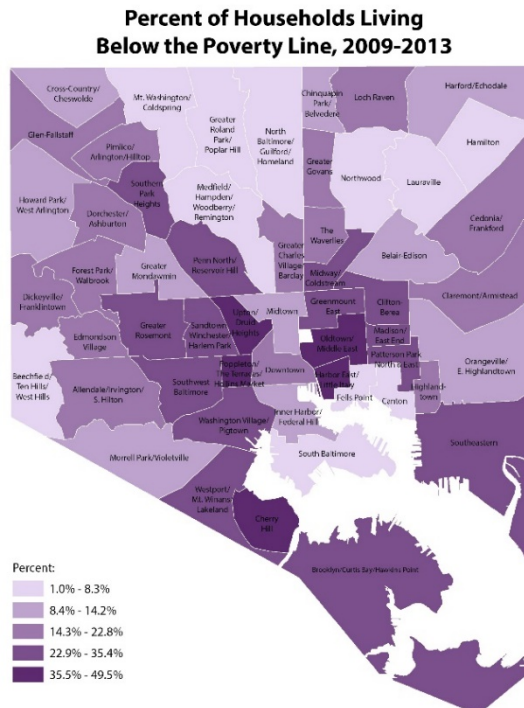 Percent of Households Living
Below the Poverty Line, 2009-2013
Cross-Country/
Cheswolde
Mt. Washington/
Coldspring
Greater
Roland
Park/
Poplar Hill
North
Baltimore/
Guilford/
Homeland
Chinquapin
Park/
Belvedere
Loch Raven
Harford/Echodale
Glen-Fallstaff
Pimlico/
Arlington/Hilltop
Hamilton
Greater
Govans
Northwood
Lauraville
Howard Park/
West Arlington
Southern
Park
Heights
Medfield/
Hampden/
Woodberry/
Remington
Dorchester/
Ashburton
Cedonia/
Frankford
The
Waverlies
Belair-Edison
Greater
Charles
Village/
Barclay
Penn North/
Reservoir Hill
Forest Park/
Walbrook
Greater
Mondawmin
Midway/
Coldstream
Claremont/Armistead
Dickeyville/
Franklintown
Greenmount
East
Clifton-
Berea
Upton/
Druid
Heights
Midtown
Greater
Rosemont
Sandtown-
Winchester/
Harlem Park
Edmondson
Village
Oldtown/
Middle East
Madison/
East End
Patterson Park
North & East
Orangeville/
E. Highlandtown
Beechfield/
Ten Hills/
West Hills
Allendale/Irvington/
S. Hilton
Southwest
Baltimore
Poppleton/
The Terraces/
Hollins Market
Downtown
Harbor East/
Little Italy
Fells Point
Canton
Highland-
town
Washington Village/
Pigtown
Inner Harbor/
Federal Hill
Southeastern
Morrell Park/Violetville
South Baltimore
Westport/
Mt. Winans/
Lakeland
Cherry
Hill
Brooklyn/Curtis Bay/Hawkins Point
Percent:
1.0% - 8.3%
8.4% - 14.2%
14.3% - 22.8%
22.9% - 35.4%
35.5% - 49.5%